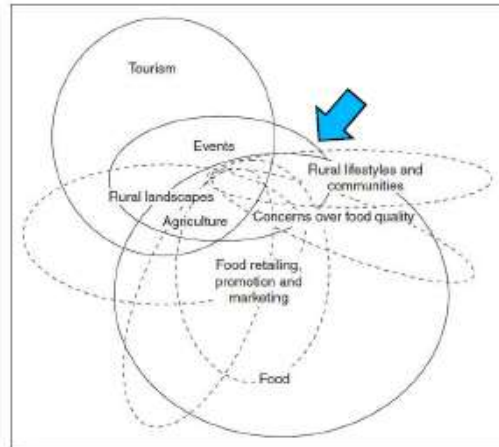 Tourism
Events
Rural lifestyles and
communities
Rural landscapes
Agriculture
Concerns over food quality
Food retailing,
promotion and
marketing
Food